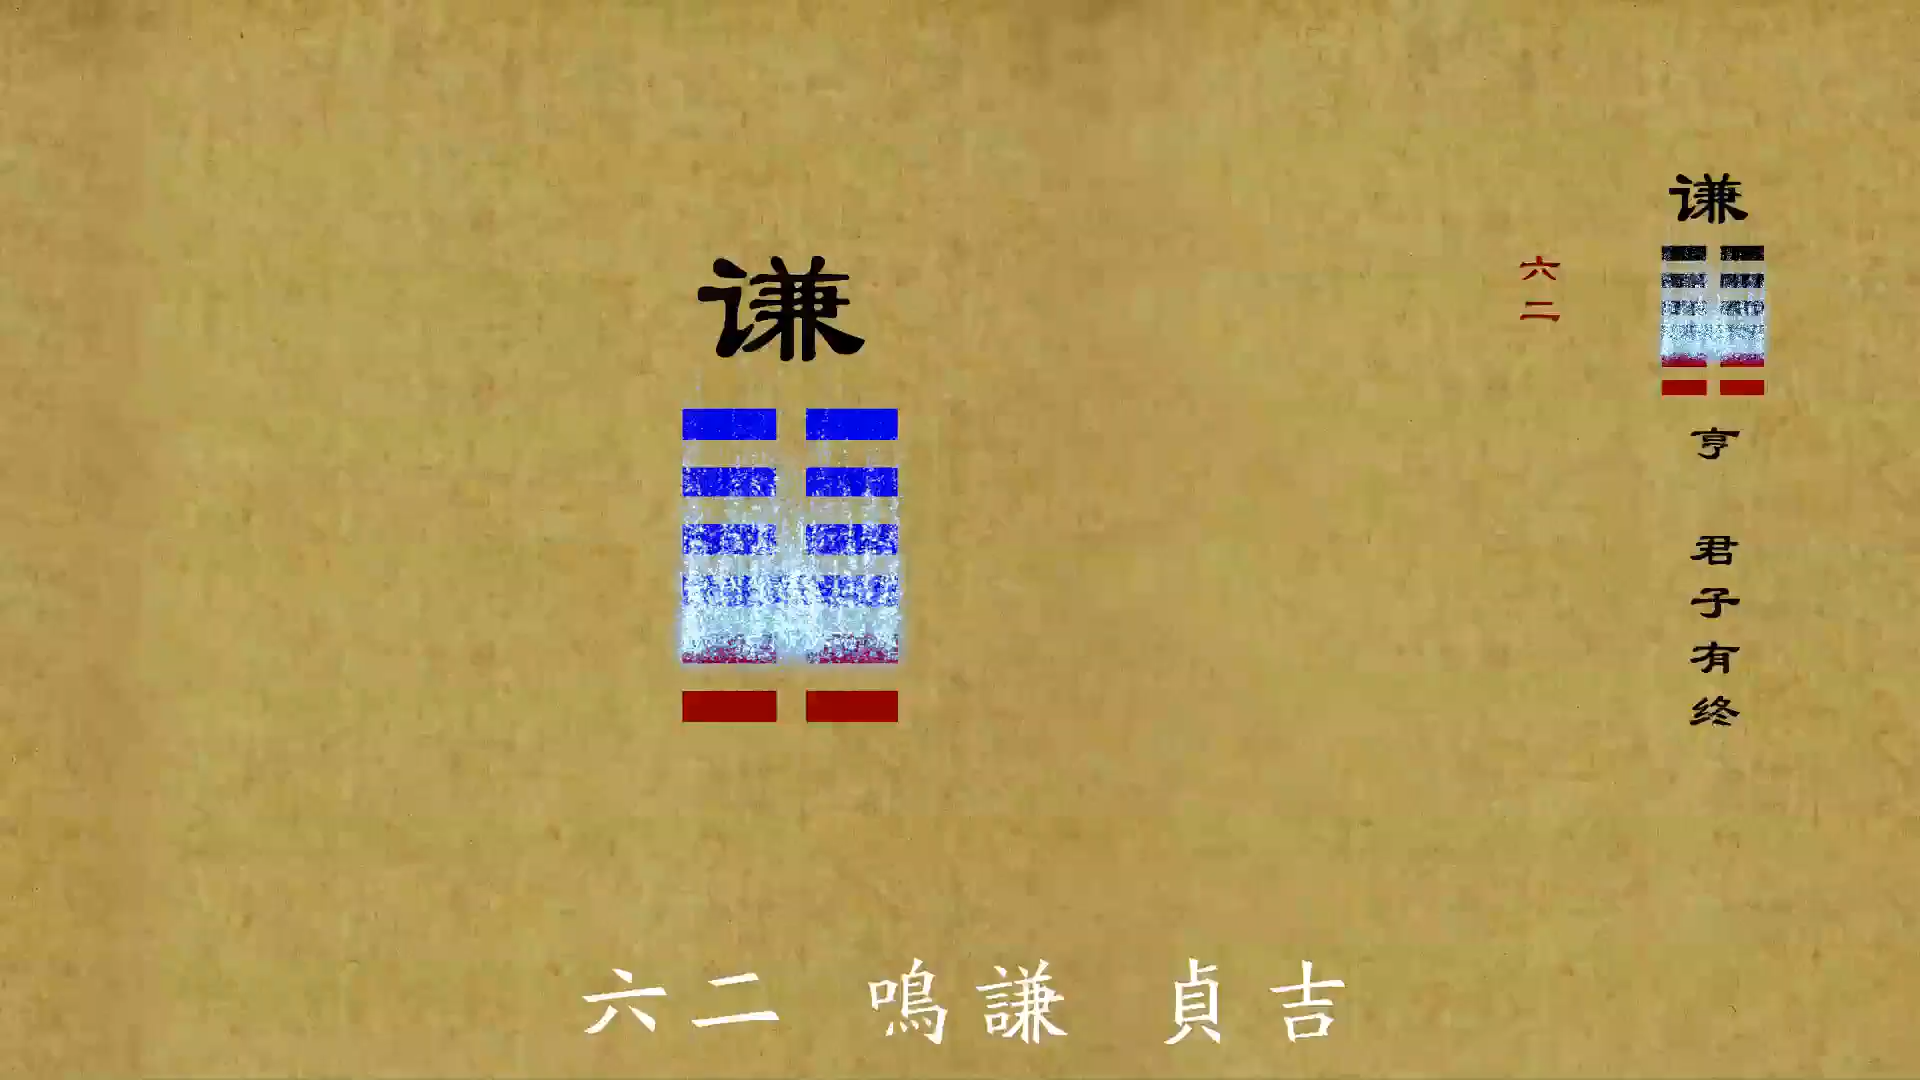 谦
谦
亨 君子有终
六二
六二 鳴謙 貞吉